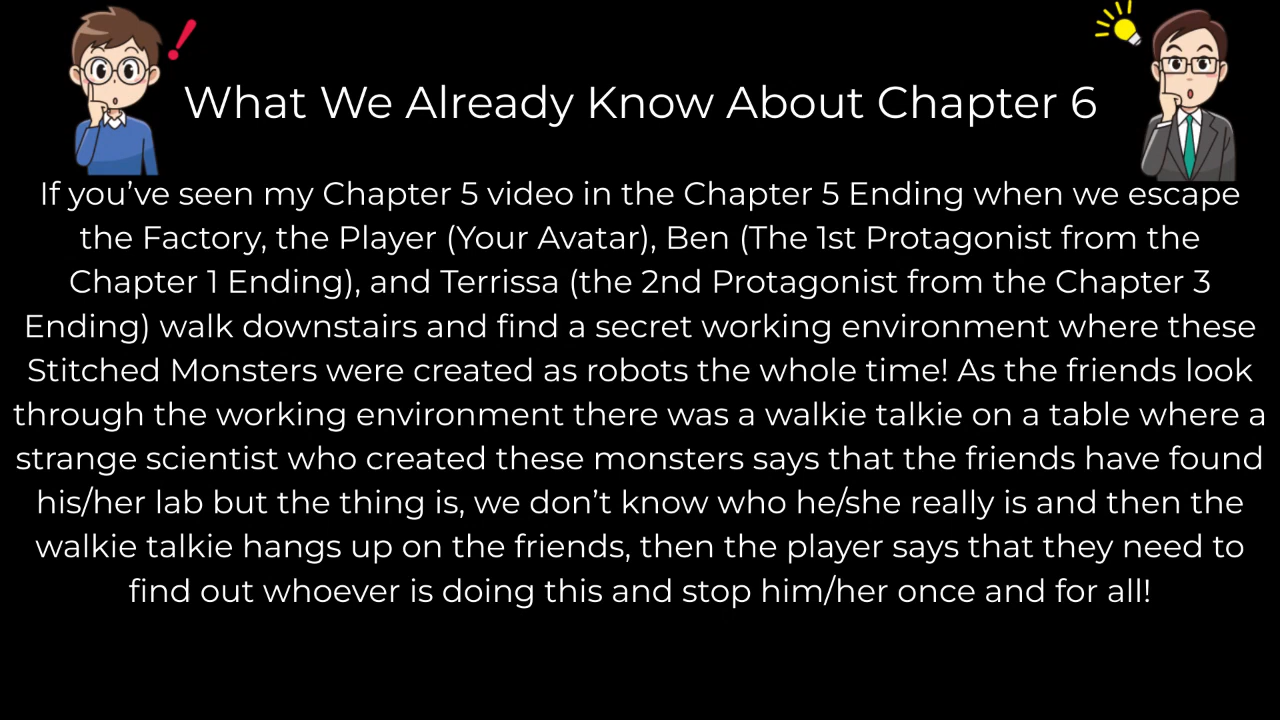 What We Already Know About Chapter 6
If you’ve seen my Chapter 5 video in the Chapter 5 Ending when we escape
the Factory, the Player (Your Avatar), Ben (The 1st Protagonist from the
Chapter 1 Ending), and Terrissa (the 2nd Protagonist from the Chapter 3
Ending) walk downstairs and find a secret working environment where these
Stitched Monsters were created as robots the whole time! As the friends look
through the working environment there was a walkie talkie on a table where a
strange scientist who created these monsters says that the friends have found
his/her lab but the thing is, we don’t know who he/she really is and then the
walkie talkie hangs up on the friends, then the player says that they need to
find out whoever is doing this and stop him/her once and for all!